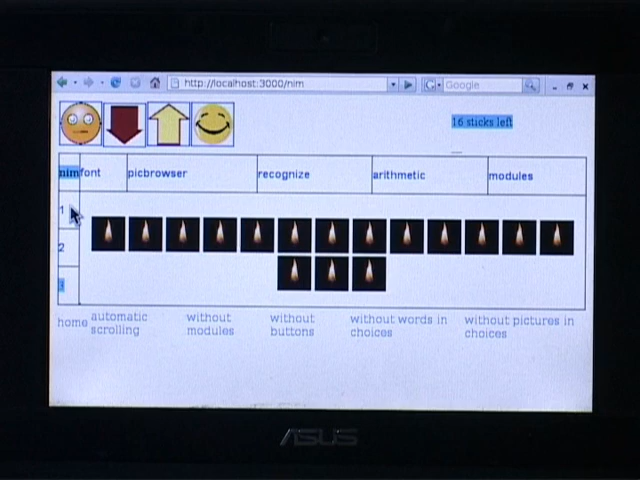 http://localhost:3000/nim
Google
16 sticks left
nim font picbrowser recognize arithmetic modules
1
2
3
home automatic scrolling without modules without buttons without words in choices without pictures in choices
ASUS